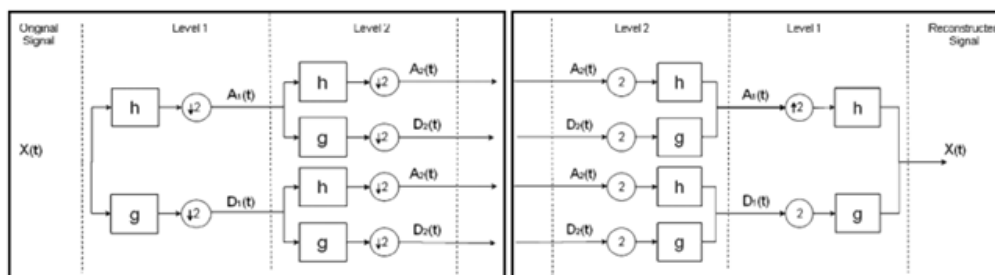 Original Signal
Level 1
Level 2
X(t)
h
↓2
A₁(t)
h
↓2
A₂(t)
g
↓2
D₂(t)
g
↓2
D₁(t)
h
↓2
A₂(t)
g
↓2
D₂(t)
Level 2
Level 1
Reconstructed Signal
A₂(t)
2
h
D₂(t)
2
g
A₁(t)
↑2
h
A₂(t)
2
h
D₂(t)
2
g
D₁(t)
2
g
X(t)